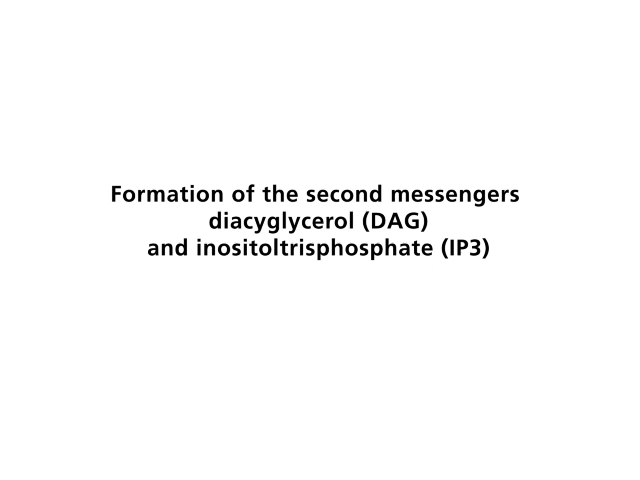 Formation of the second messengers
diacyglycerol (DAG)
and inositoltrisphosphate (IP3)